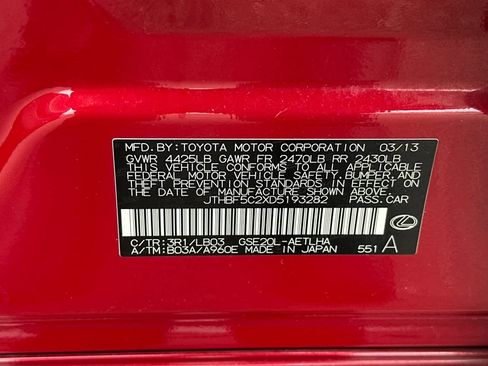 MFD.BY:TOYOTA MOTOR CORPORATION 03/13
GVWR 4425LB GAWR FR 2470LB RR 2430LB
THIS VEHICLE CONFORMS TO ALL APPLICABLE
FEDERAL MOTOR VEHICLE SAFETY, BUMPER, AND
THEFT PREVENTION STANDARDS IN EFFECT ON
THE DATE OF MANUFACTURE SHOWN ABOVE.
JTHBF5C2XD5193282 PASS.CAR
C/TR:3R1/LB03 GSE20L-AETLHA
A/TM:B03A/A960E MADE IN JAPAN 551 A